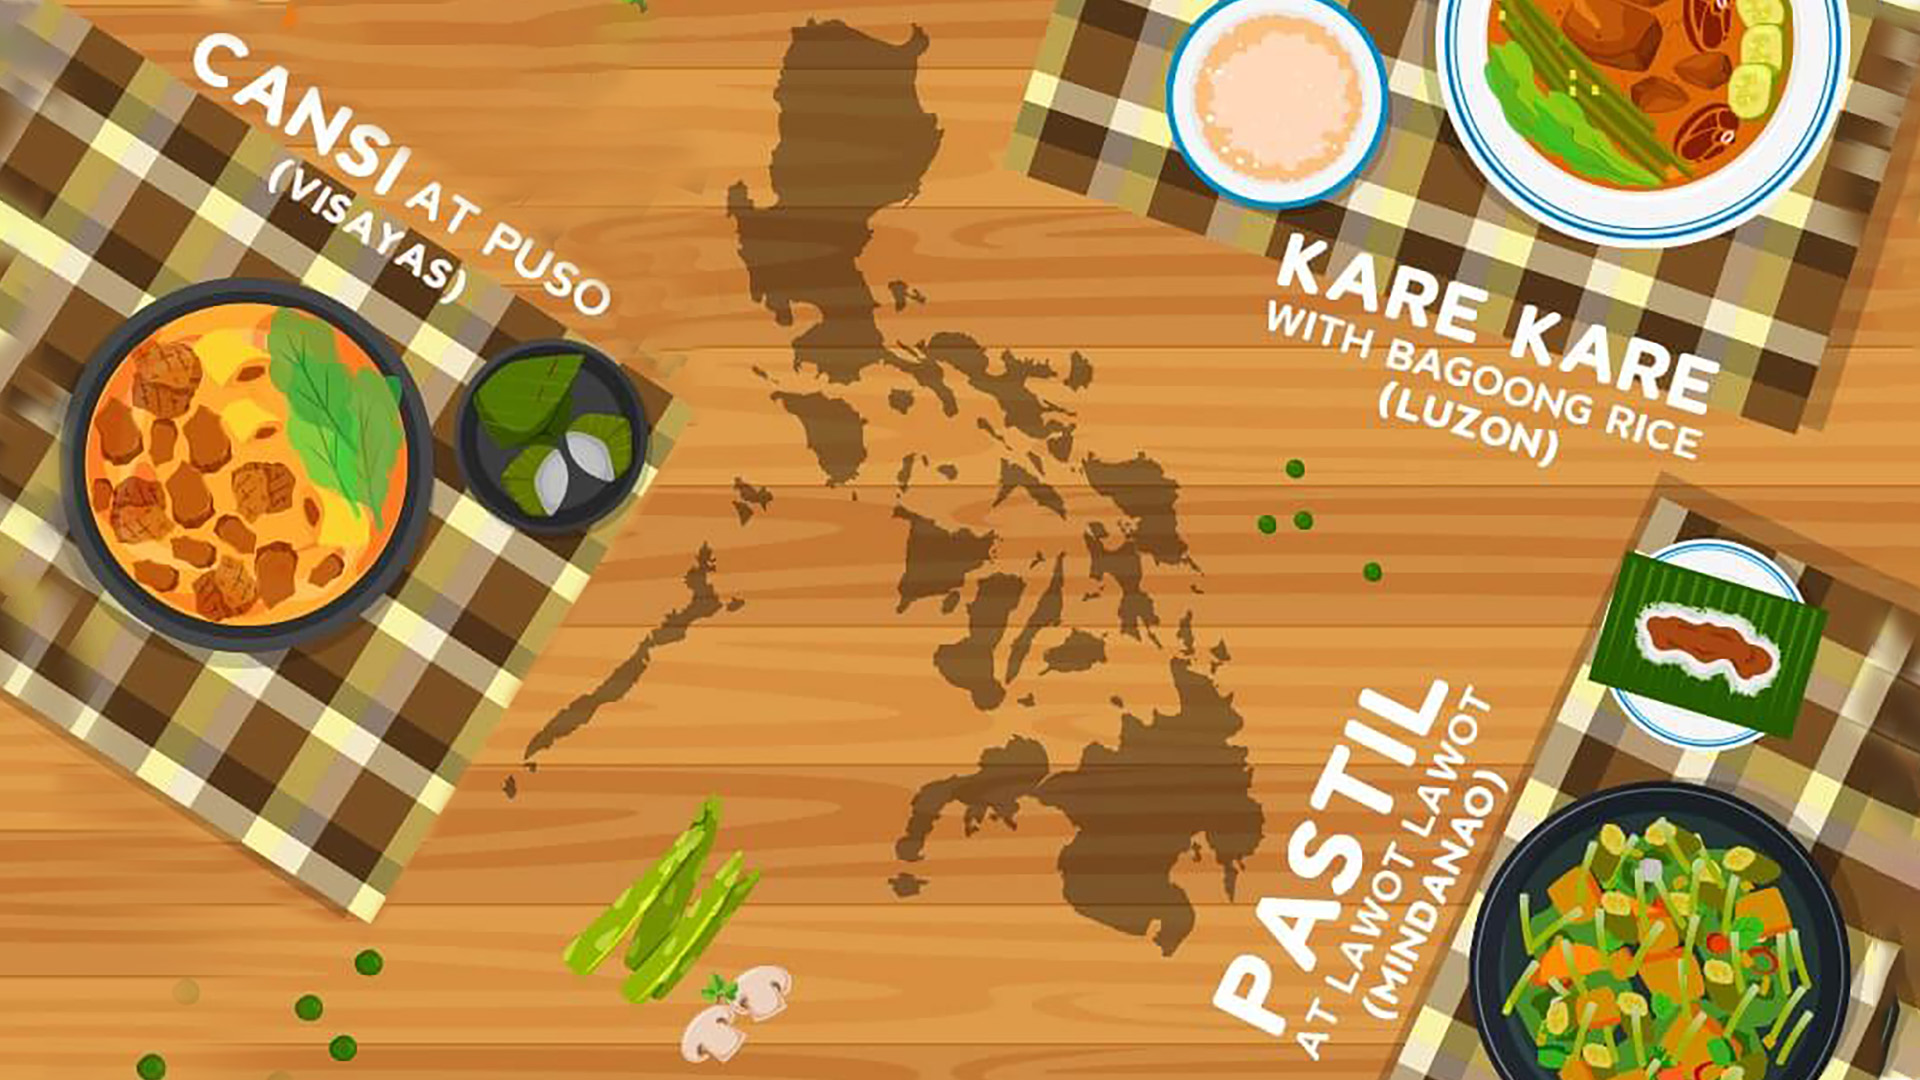 CANSI AT PUSO
(VISAYAS)
KARE KARE
WITH BAGOONG RICE
(LUZON)
PASTIL
AT LAWOT LAWOT
(MINDANAO)